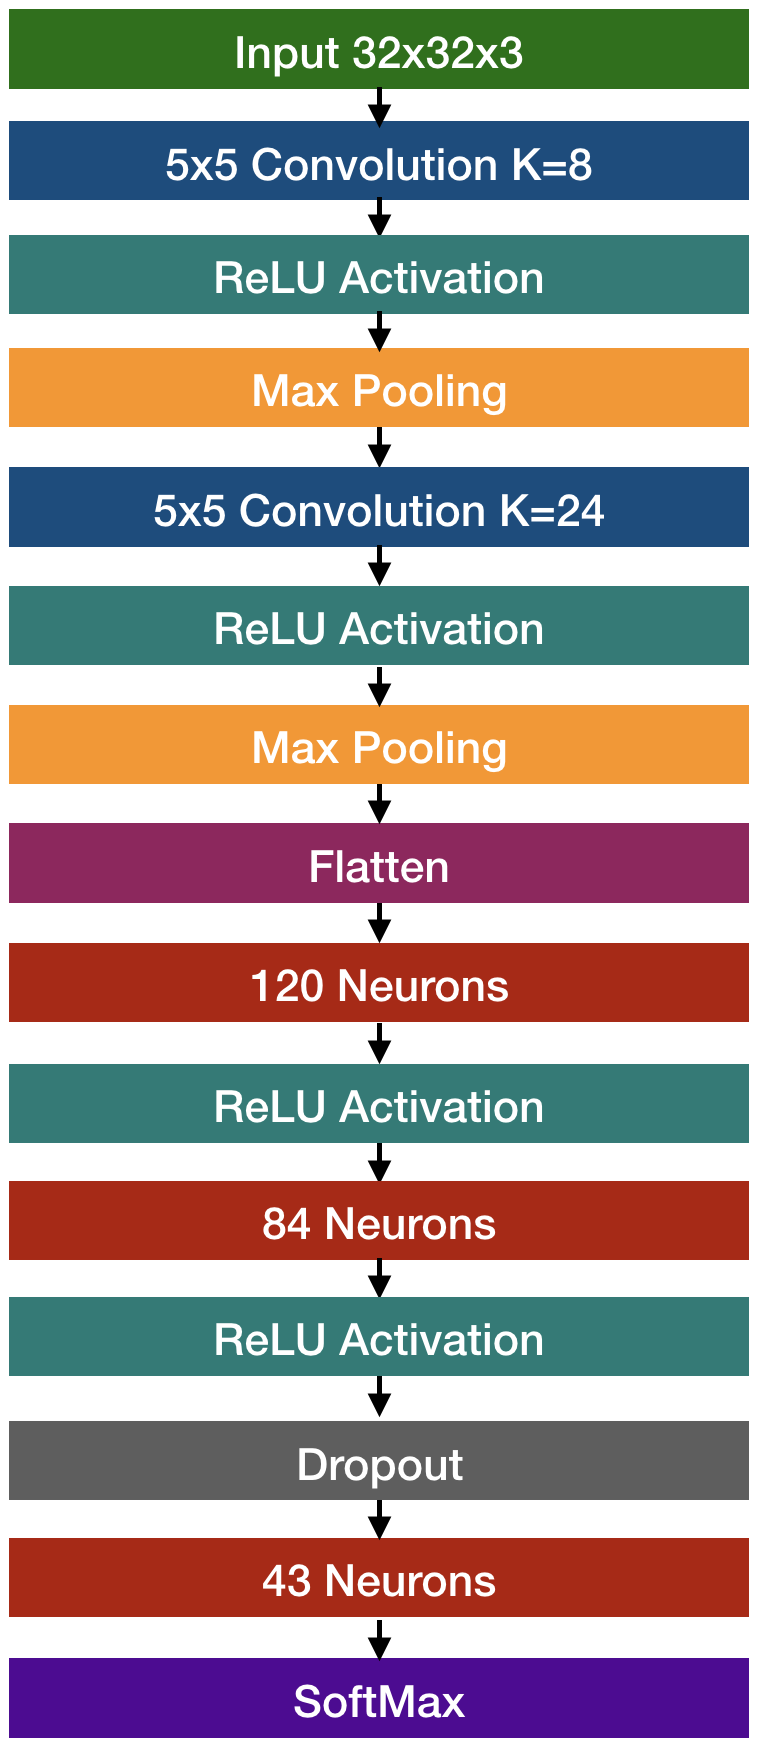 Input 32x32x3
5x5 Convolution K=8
ReLU Activation
Max Pooling
5x5 Convolution K=24
ReLU Activation
Max Pooling
Flatten
120 Neurons
ReLU Activation
84 Neurons
ReLU Activation
Dropout
43 Neurons
SoftMax